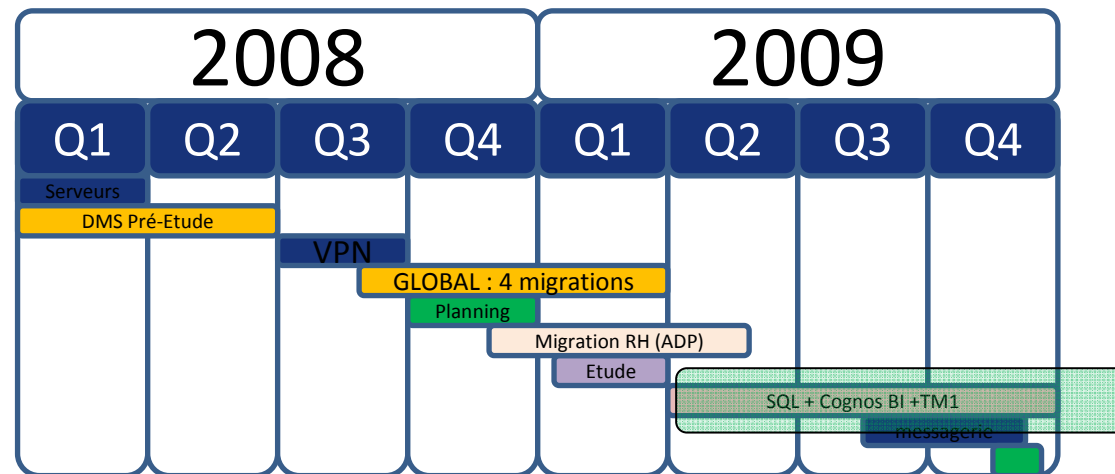 2008 2009
Q1 Q2 Q3 Q4 Q1 Q2 Q3 Q4
Serveurs
DMS Pré-Etude
VPN
GLOBAL : 4 migrations
Planning
Migration RH (ADP)
Etude
SQL + Cognos BI +TM1
messagerie